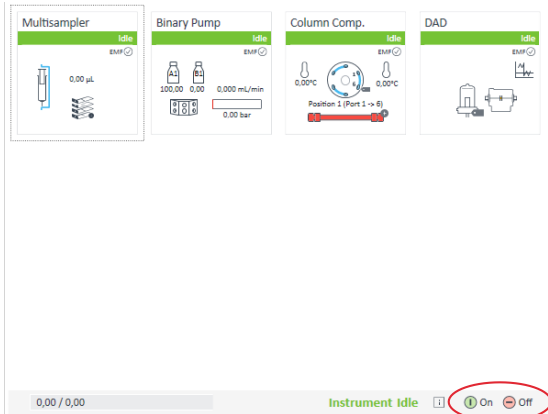 Multisampler
Idle
EMF
0,00 µL
Binary Pump
Idle
EMF
A1 B1
100,00 0,00 0,000 mL/min
0,00 bar
Column Comp.
Idle
EMF
0,00°C 1 6 0,00°C
Position 1 (Port 1 -> 6)
DAD
Idle
EMF
0,00 / 0,00 Instrument Idle i On Off